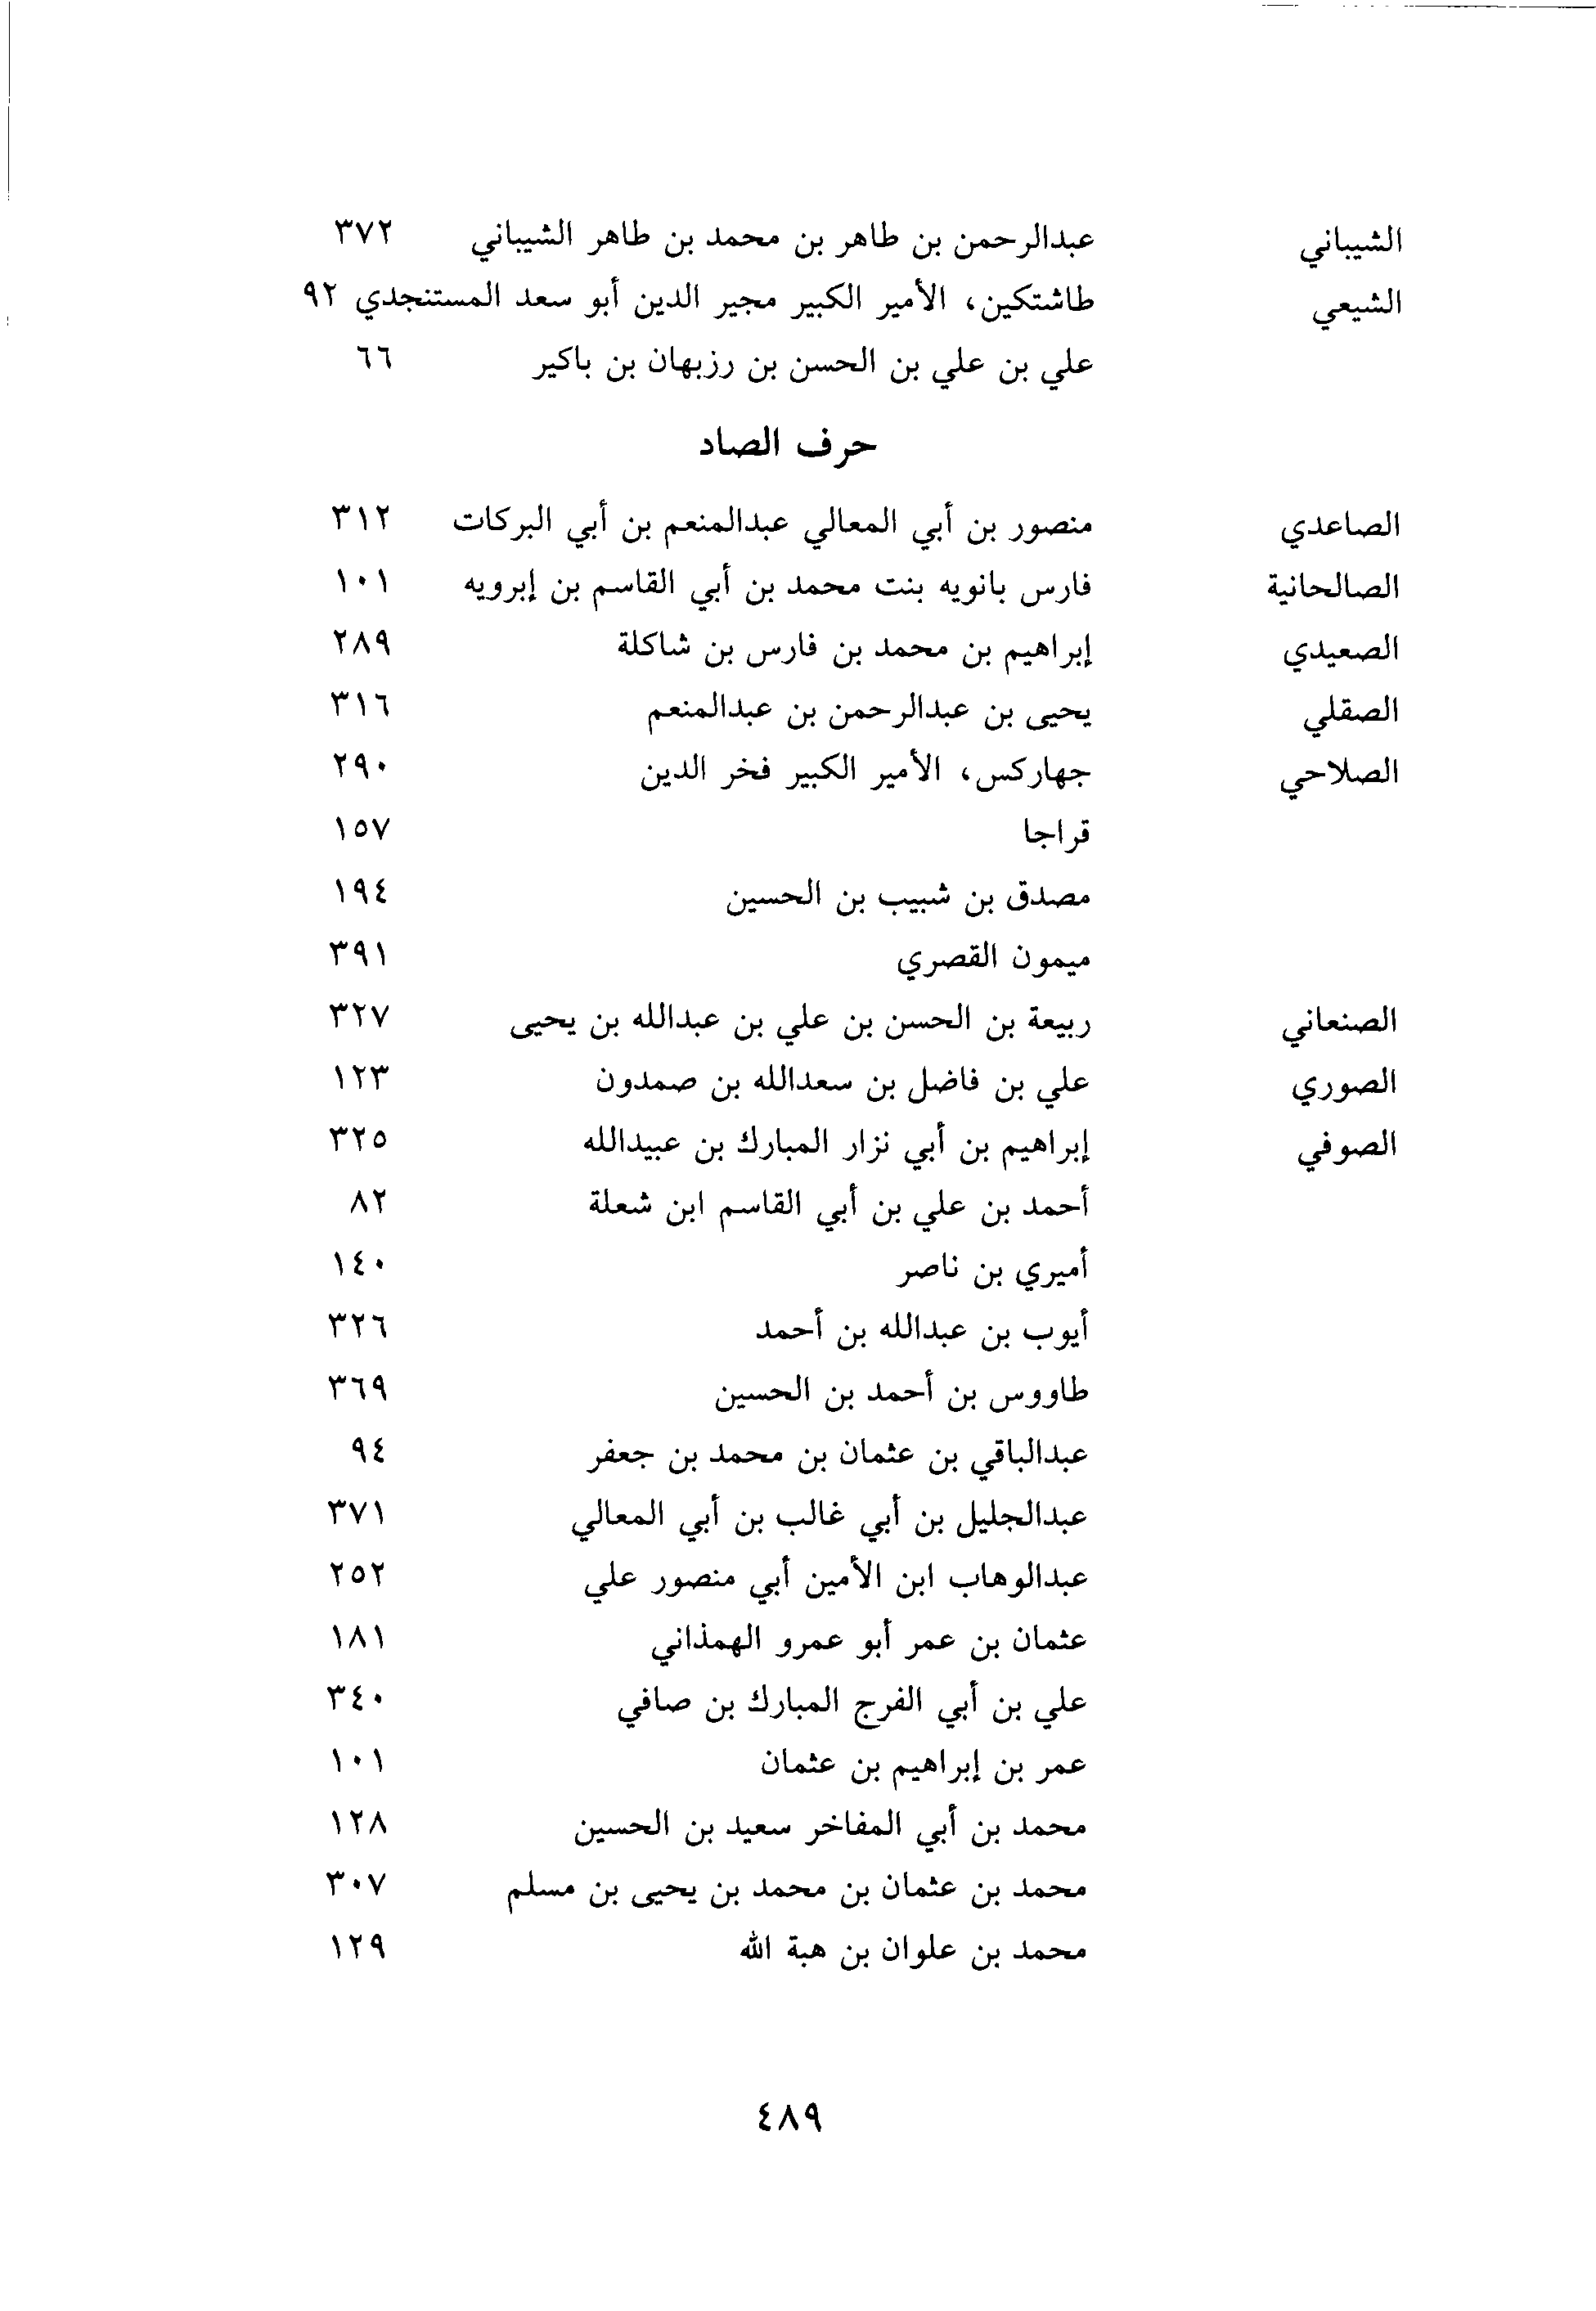 الشيباني عبدالرحمن بن طاهر بن محمد بن طاهر الشيباني ٣٧٢
الشيعي طاشتكين، الأمير الكبير مجير الدين أبو سعد المستنجدي ٩٢
علي بن علي بن الحسن بن رزبهان بن باكير ٦٦
حرف الصاد
الصاعدي منصور بن أبي المعالي عبدالمنعم بن أبي البركات ٣١٢
الصالحانية فارس بانويه بنت محمد بن أبي القاسم بن إبرويه ١٠١
الصعيدي إبراهيم بن محمد بن فارس بن شاكلة ٢٨٩
الصقلي يحيى بن عبدالرحمن بن عبدالمنعم ٣١٦
الصلاحي جهاركس، الأمير الكبير فخر الدين ٢٩٠
قراجا ١٥٧
مصدق بن شبيب بن الحسين ١٩٤
ميمون القصري ٣٩١
الصنعاني ربيعة بن الحسن بن علي بن عبدالله بن يحيى ٣٢٧
الصوري علي بن فاضل بن سعدالله بن صمدون ١٢٣
الصوفي إبراهيم بن أبي نزار المبارك بن عبيدالله ٣٢٥
أحمد بن علي بن أبي القاسم ابن شعلة ٨٢
أميري بن ناصر ١٤٠
أيوب بن عبدالله بن أحمد ٣٢٦
طاووس بن أحمد بن الحسين ٣٦٩
عبدالباقي بن عثمان بن محمد بن جعفر ٩٤
عبدالجليل بن أبي غالب بن أبي المعالي ٣٧١
عبدالوهاب ابن الأمين أبي منصور علي ٢٥٢
عثمان بن عمر أبو عمرو الهمذاني ١٨١
علي بن أبي الفرج المبارك بن صافي ٣٤٠
عمر بن إبراهيم بن عثمان ١٠١
محمد بن أبي المفاخر سعيد بن الحسين ١٢٨
محمد بن عثمان بن محمد بن يحيى بن مسلم ٣٠٧
محمد بن علوان بن هبة الله ١٢٩
٤٨٩